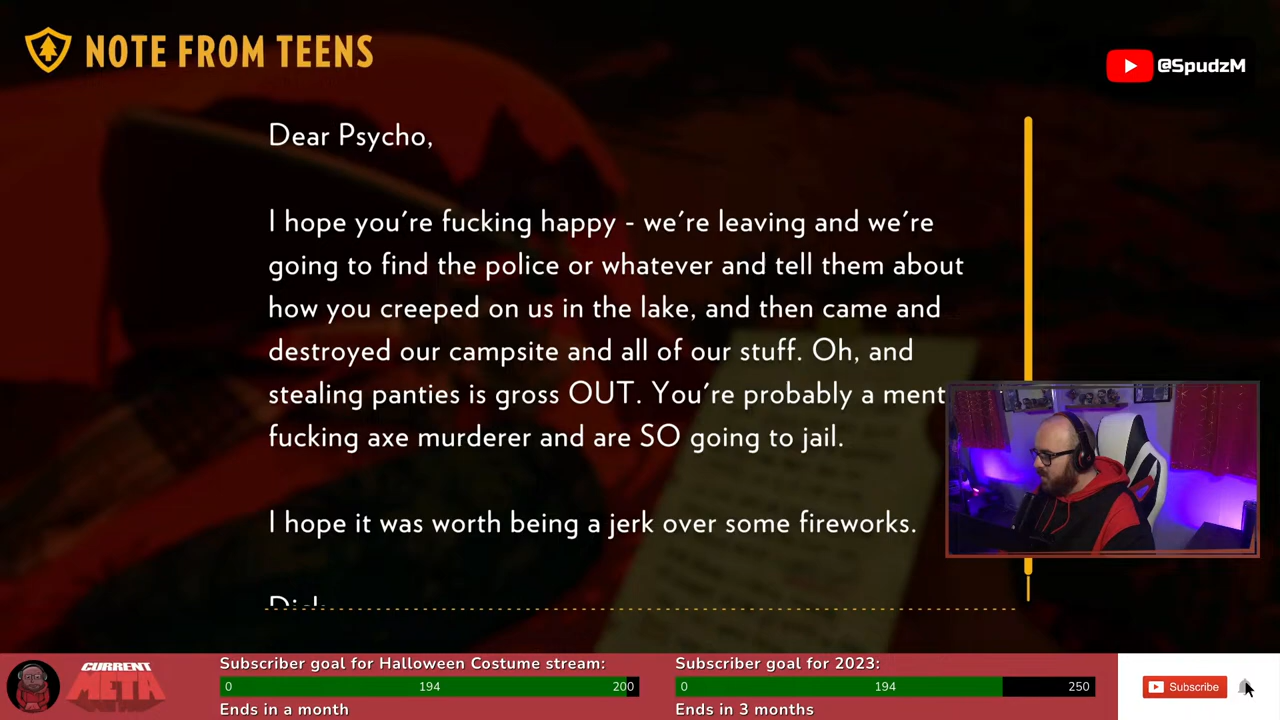 NOTE FROM TEENS
@SpudzM
Dear Psycho,
I hope you're fucking happy - we're leaving and we're
going to find the police or whatever and tell them about
how you creeped on us in the lake, and then came and
destroyed our campsite and all of our stuff. Oh, and
stealing panties is gross OUT. You're probably a
fucking axe murderer and are SO going to jail.
I hope it was worth being a jerk over some fireworks.
CURRENT
META
Subscriber goal for Halloween Costume stream:
0 194 200
Ends in a month
Subscriber goal for 2023:
0 194 250
Ends in 3 months
Subscribe